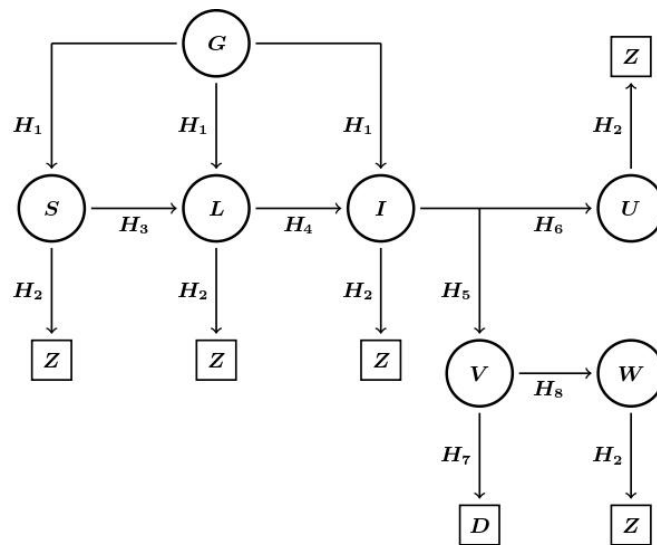 G
Z
H₁ H₁ H₁ H₂
S L I U
H₃ H₄ H₆
H₂ H₂ H₂ H₅
Z Z Z
V W
H₈
H₇ H₂
D Z